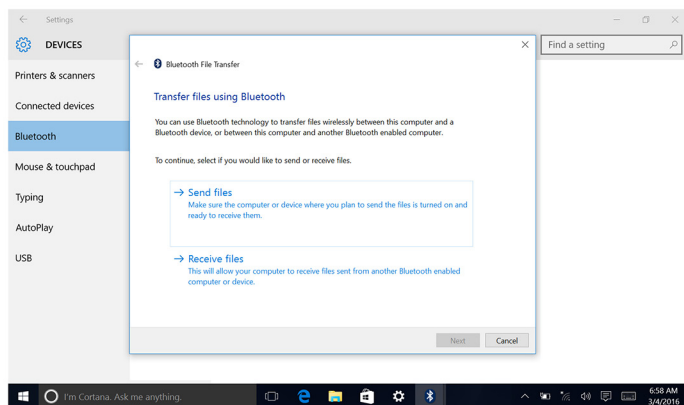 Settings
DEVICES
Find a setting
Printers & scanners
Connected devices
Bluetooth
Mouse & touchpad
Typing
AutoPlay
USB
Bluetooth File Transfer
Transfer files using Bluetooth
You can use Bluetooth technology to transfer files wirelessly between this computer and a
Bluetooth device, or between this computer and another Bluetooth enabled computer.
To continue, select if you would like to send or receive files.
Send files
Make sure the computer or device where you plan to send the files is turned on and
ready to receive them.
Receive files
This will allow your computer to receive files sent from another Bluetooth enabled
computer or device.
Next
Cancel
I'm Cortana. Ask me anything.
6:58 AM
3/4/2016